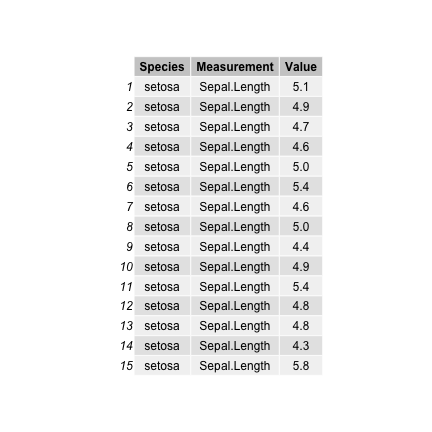 Species Measurement Value
1 setosa Sepal.Length 5.1
2 setosa Sepal.Length 4.9
3 setosa Sepal.Length 4.7
4 setosa Sepal.Length 4.6
5 setosa Sepal.Length 5.0
6 setosa Sepal.Length 5.4
7 setosa Sepal.Length 4.6
8 setosa Sepal.Length 5.0
9 setosa Sepal.Length 4.4
10 setosa Sepal.Length 4.9
11 setosa Sepal.Length 5.4
12 setosa Sepal.Length 4.8
13 setosa Sepal.Length 4.8
14 setosa Sepal.Length 4.3
15 setosa Sepal.Length 5.8